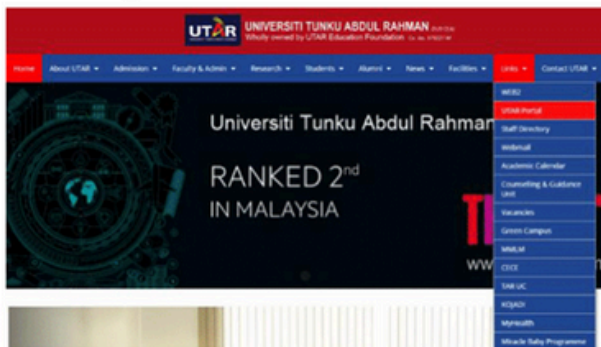 UTAR UNIVERSITI TUNKU ABDUL RAHMAN
Wholly owned by UTAR Education Foundation
Home About UTAR Admission Faculty & Admin Research Students Alumni News Facilities Links Contact UTAR
WEB2
UTAR Portal
Staff Directory
Webmail
Academic Calendar
Counselling & Guidance
Unit
Vacancies
Green Campus
MMLM
CECE
TAR UC
KOJADI
MyHealth
Miracle Baby Programme
Universiti Tunku Abdul Rahman
RANKED 2nd
IN MALAYSIA